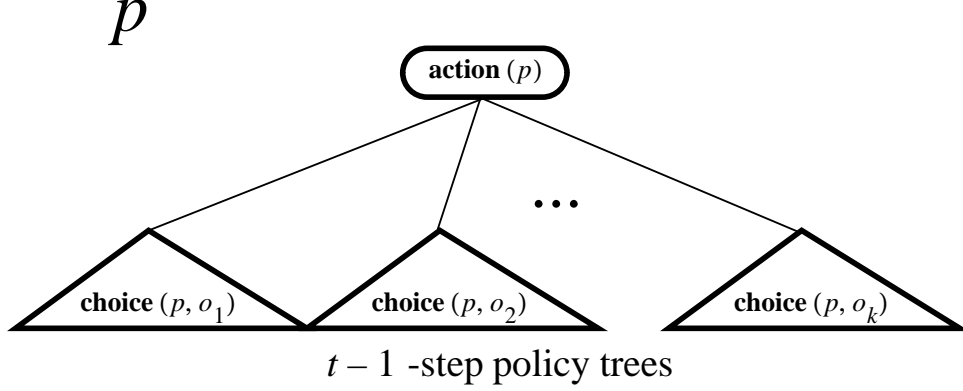 p
action (p)
...
choice (p, o1) choice (p, o2) choice (p, ok)
t – 1 -step policy trees